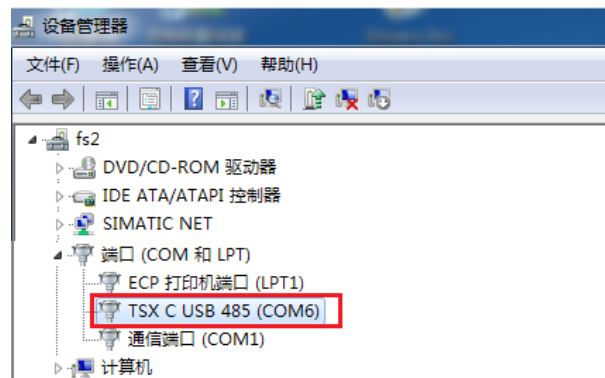 设备管理器
文件(F) 操作(A) 查看(V) 帮助(H)
fs2
DVD/CD-ROM 驱动器
IDE ATA/ATAPI 控制器
SIMATIC NET
端口 (COM 和 LPT)
ECP 打印机端口 (LPT1)
TSX C USB 485 (COM6)
通信端口 (COM1)
计算机